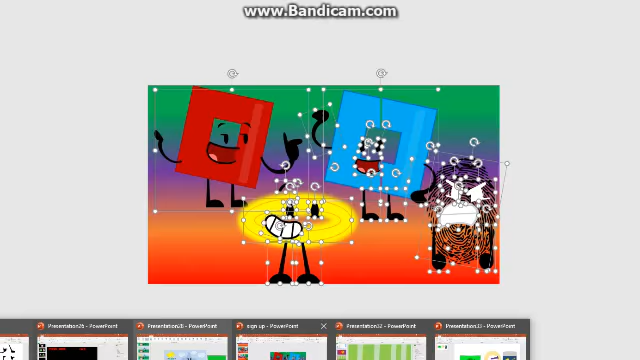 www.Bandicam.com
Presentation26 - PowerPoint
Presentation28 - PowerPoint
sign up - PowerPoint
Presentation32 - PowerPoint
Presentation33 - PowerPoint